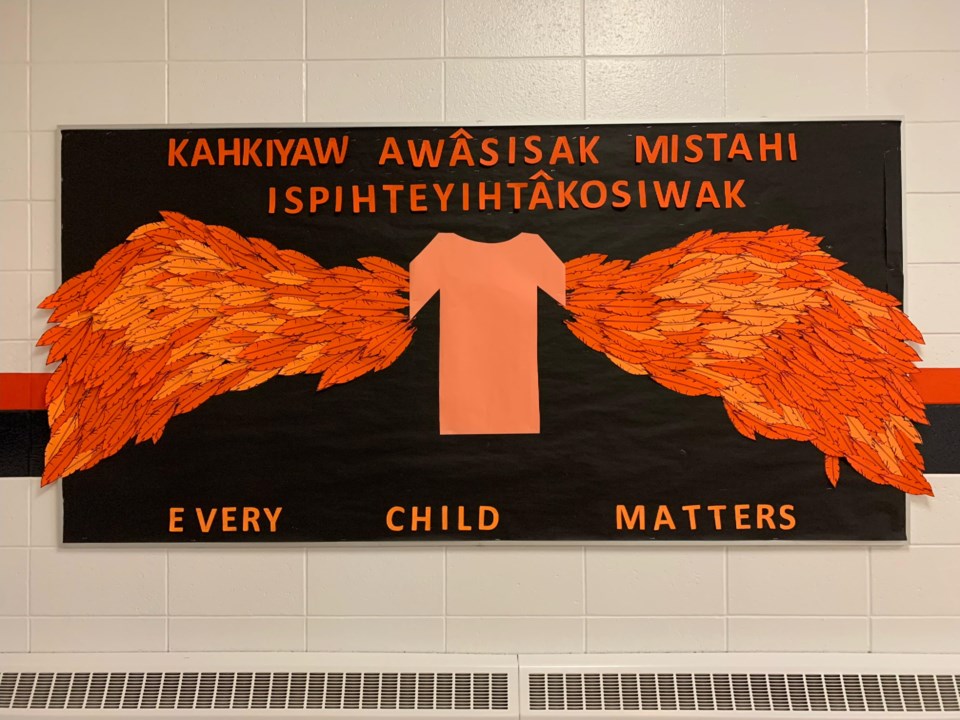 KAHKIYAW AWÂSISAK MISTAHI
ISPIHTEYIHTÂKOSIWAK
EVERY CHILD MATTERS